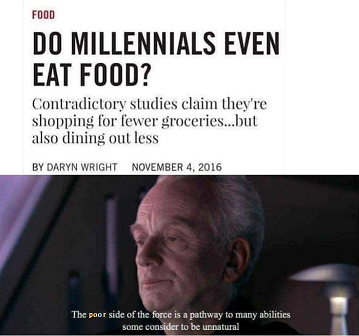 FOOD
DO MILLENNIALS EVEN
EAT FOOD?
Contradictory studies claim they're
shopping for fewer groceries...but
also dining out less
BY DARYN WRIGHT NOVEMBER 4, 2016
The poor side of the force is a pathway to many abilities
some consider to be unnatural